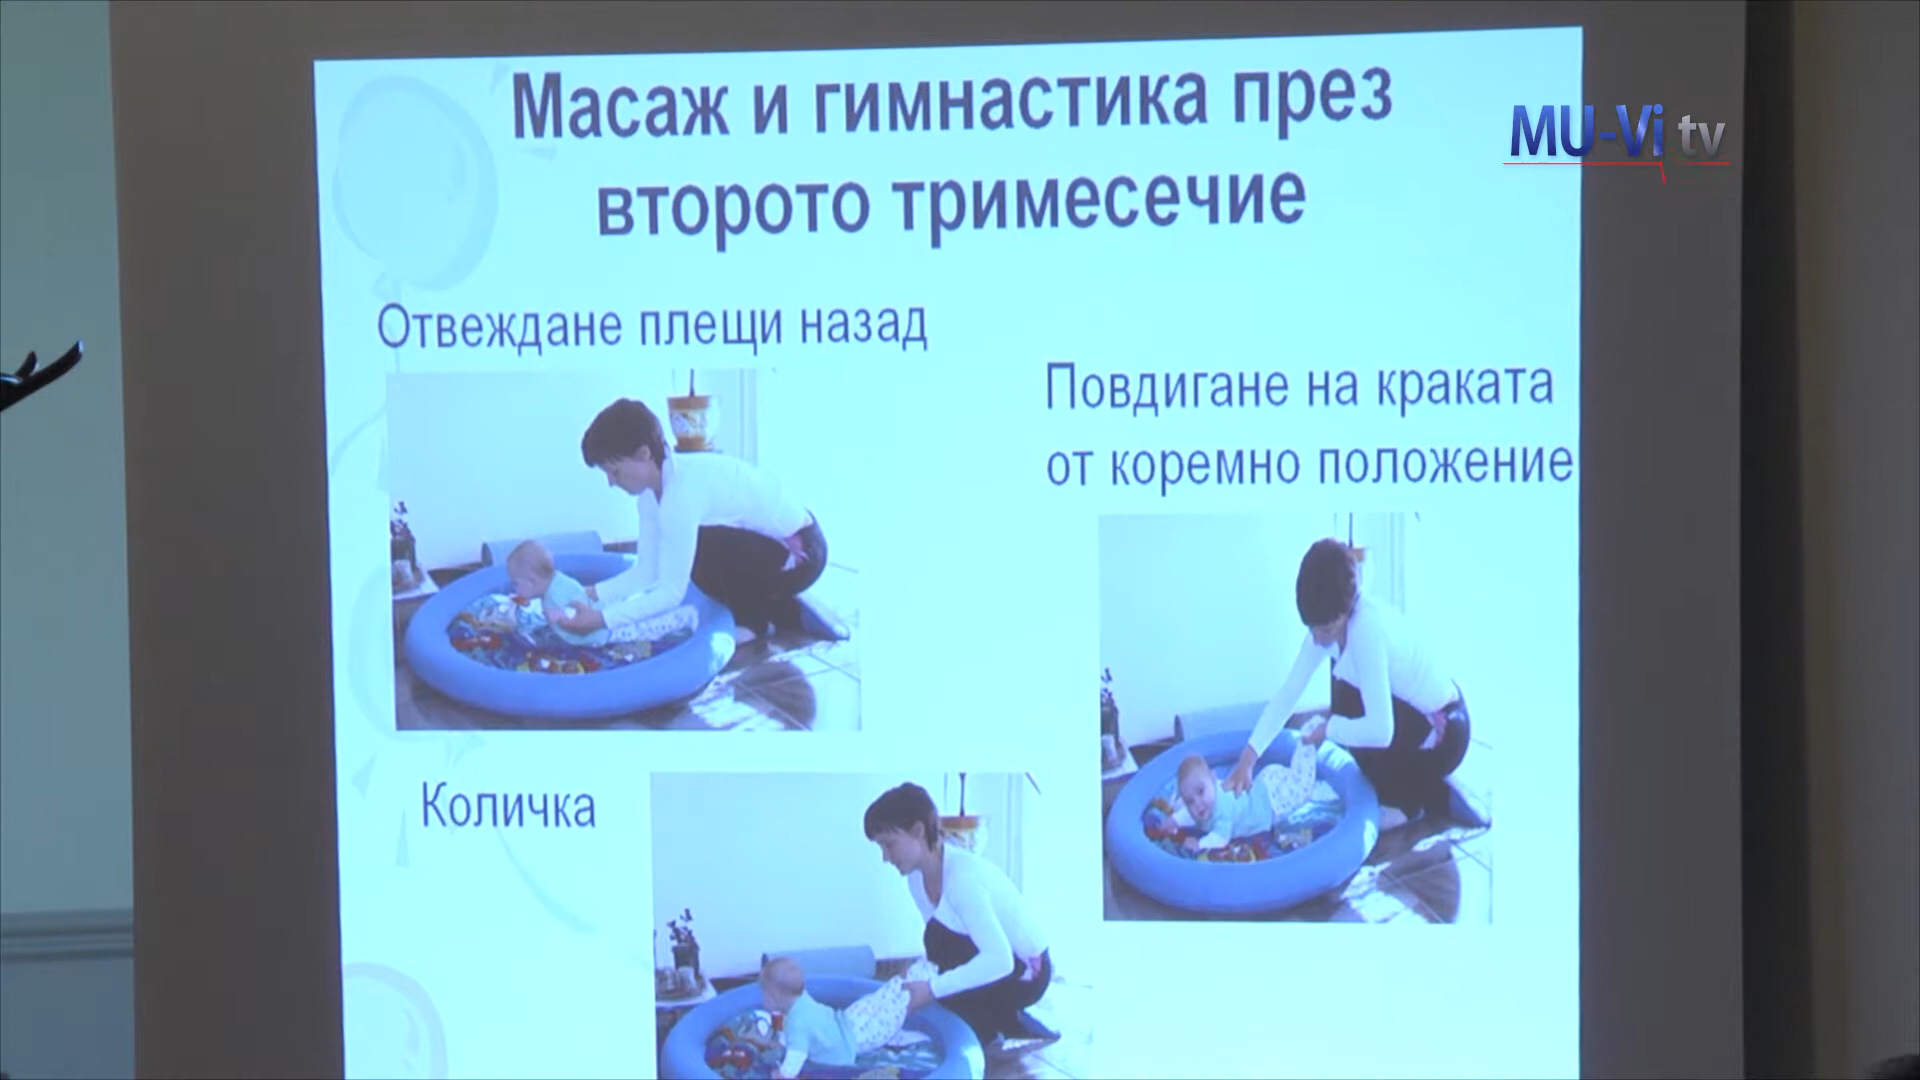 Масаж и гимнастика през
второто тримесечие
MU-Vi tv
Отвеждане плещи назад
Повдигане на краката
от коремно положение
Количка